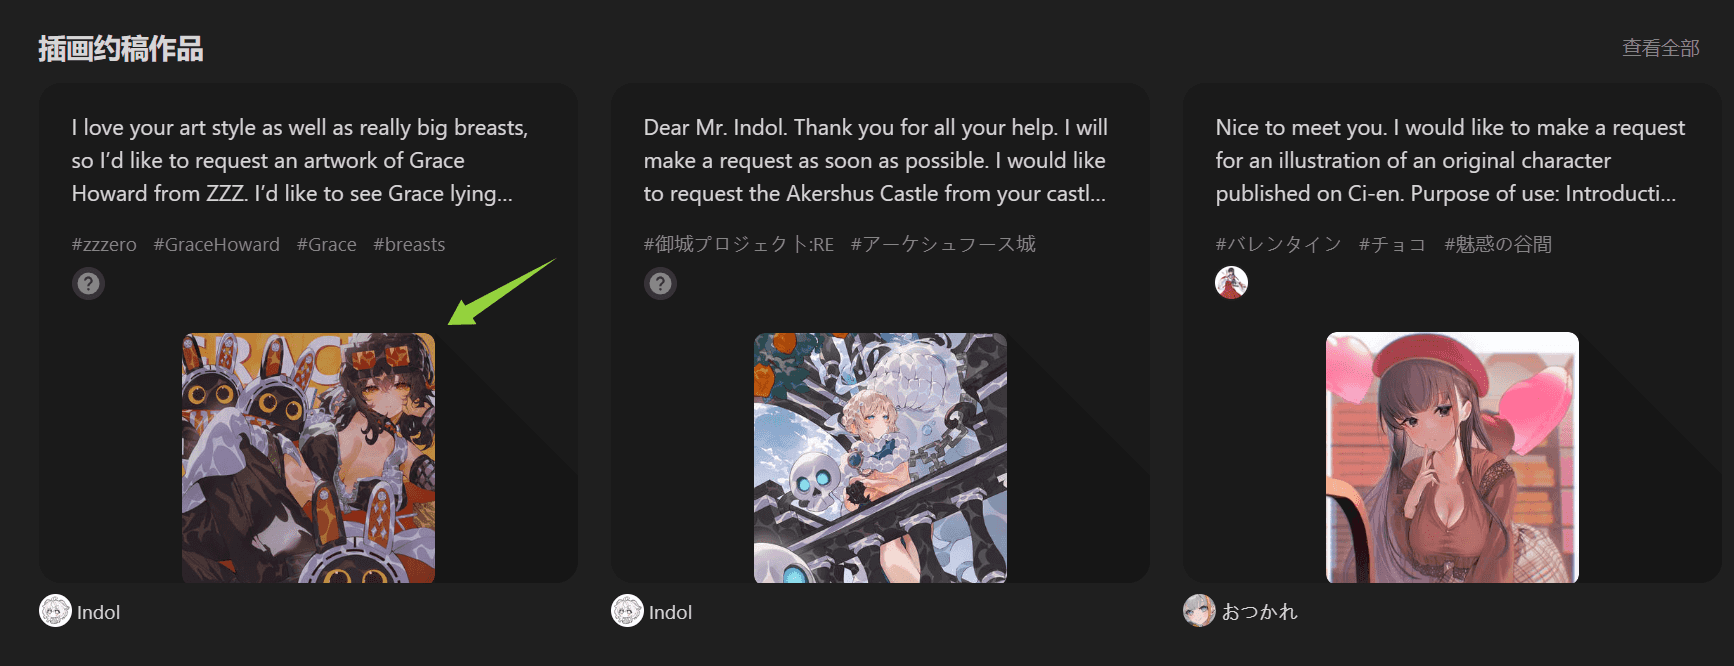 插画约稿作品
查看全部
I love your art style as well as really big breasts,
so I’d like to request an artwork of Grace
Howard from ZZZ. I’d like to see Grace lying...
#zzzero #GraceHoward #Grace #breasts
Indol
Dear Mr. Indol. Thank you for all your help. I will
make a request as soon as possible. I would like
to request the Akershus Castle from your castl...
#御城プロジェクト:RE #アーケシュフース城
Indol
Nice to meet you. I would like to make a request
for an illustration of an original character
published on Ci-en. Purpose of use: Introducti...
#バレンタイン #チョコ #魅惑の谷間
おつかれ